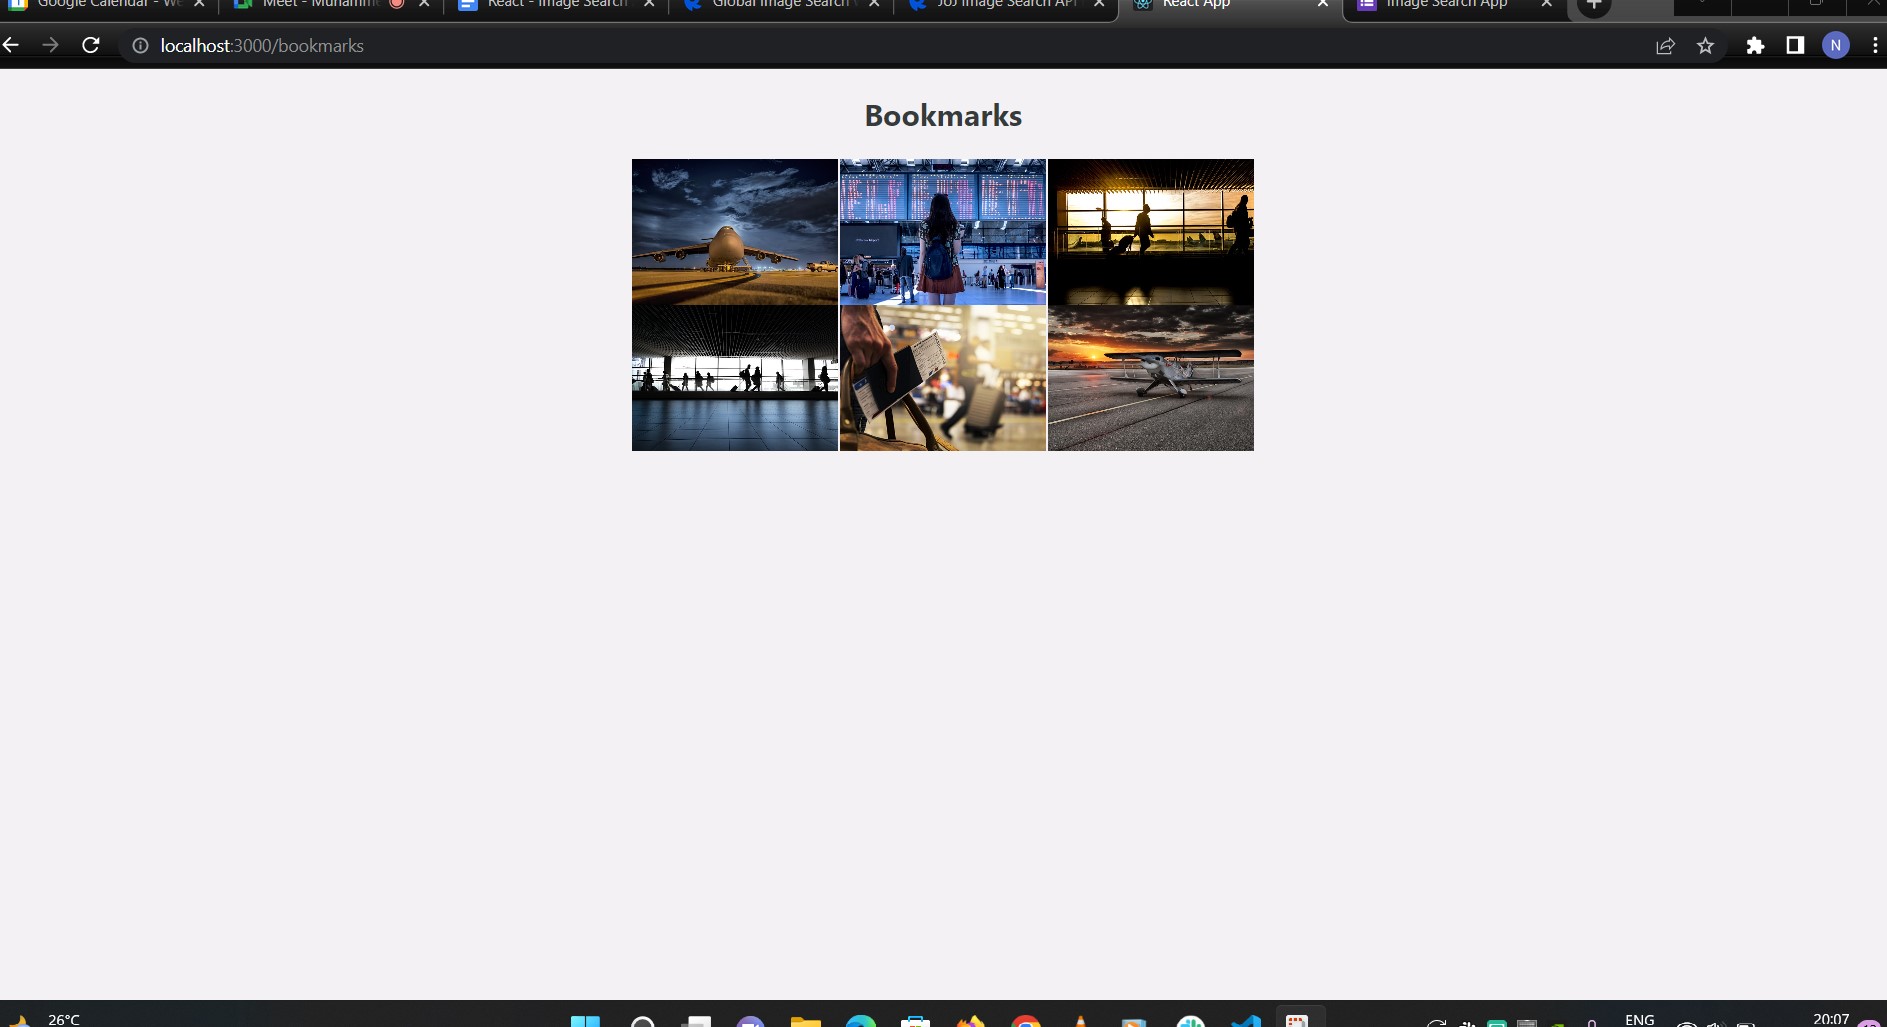 Google Calendar - We
Meet - Muhamm
React - Image Search
Global Image Search
JoJ Image Search API
React App
Image Search App
localhost:3000/bookmarks
N
Bookmarks
26°C
ENG
20:07